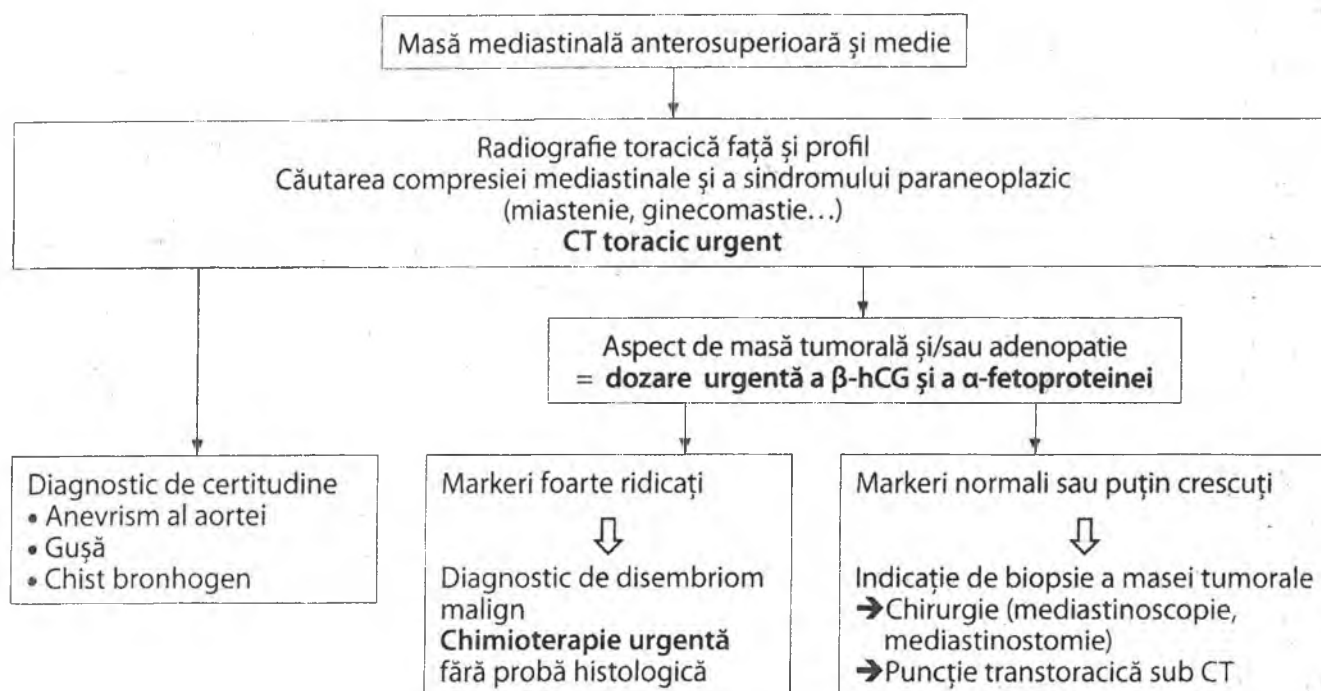 Masă mediastinală anterosuperioară și medie
Radiografie toracică față și profil
Căutarea compresiei mediastinale și a sindromului paraneoplazic
(miastenie, ginecomastie...)
CT toracic urgent
Aspect de masă tumorală și/sau adenopatie
= dozare urgentă a β-hCG și a α-fetoproteinei
Diagnostic de certitudine
• Anevrism al aortei
• Gușă
• Chist bronhogen
Markeri foarte ridicați
⇩
Diagnostic de disembriom
malign
Chimioterapie urgentă
fără probă histologică
Markeri normali sau puțin crescuți
⇩
Indicație de biopsie a masei tumorale
➔Chirurgie (mediastinoscopie,
mediastinostomie)
➔Puncție transtoracică sub CT